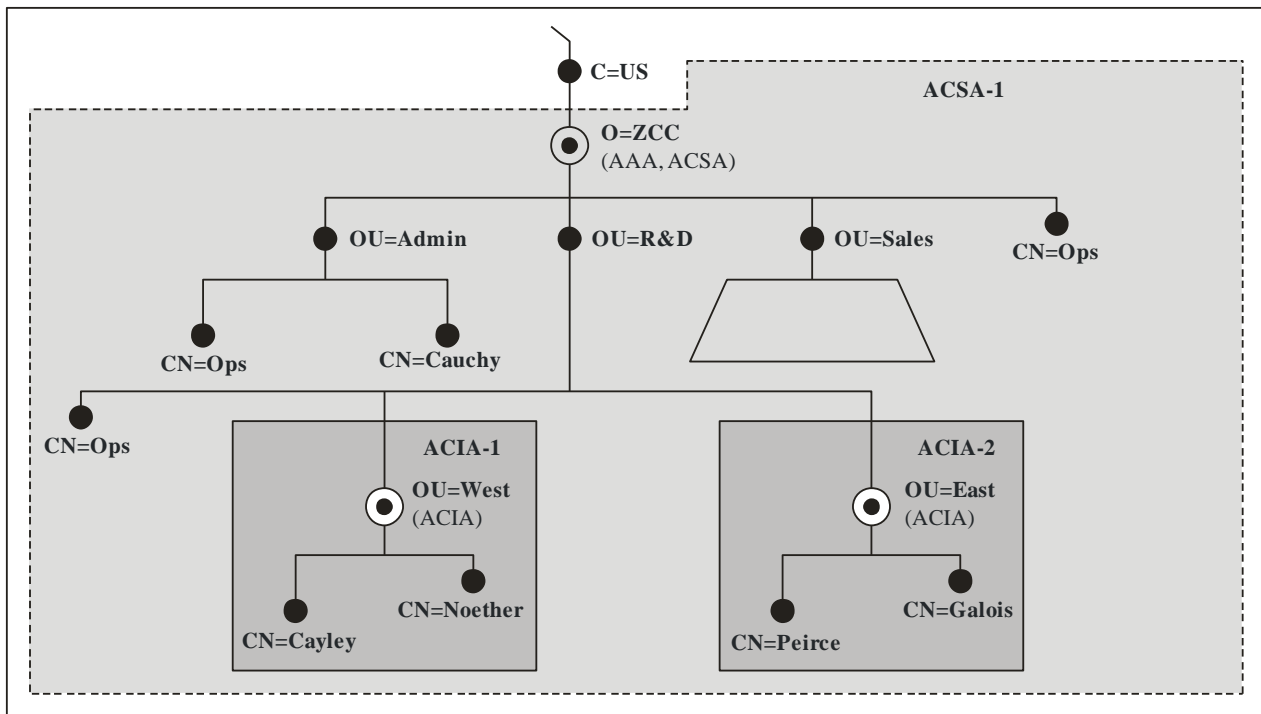 C=US
ACSA-1
O=ZCC
(AAA, ACSA)
OU=Admin
OU=R&D
OU=Sales
CN=Ops
CN=Ops
CN=Cauchy
CN=Ops
ACIA-1
OU=West
(ACIA)
CN=Noether
CN=Cayley
ACIA-2
OU=East
(ACIA)
CN=Galois
CN=Peirce